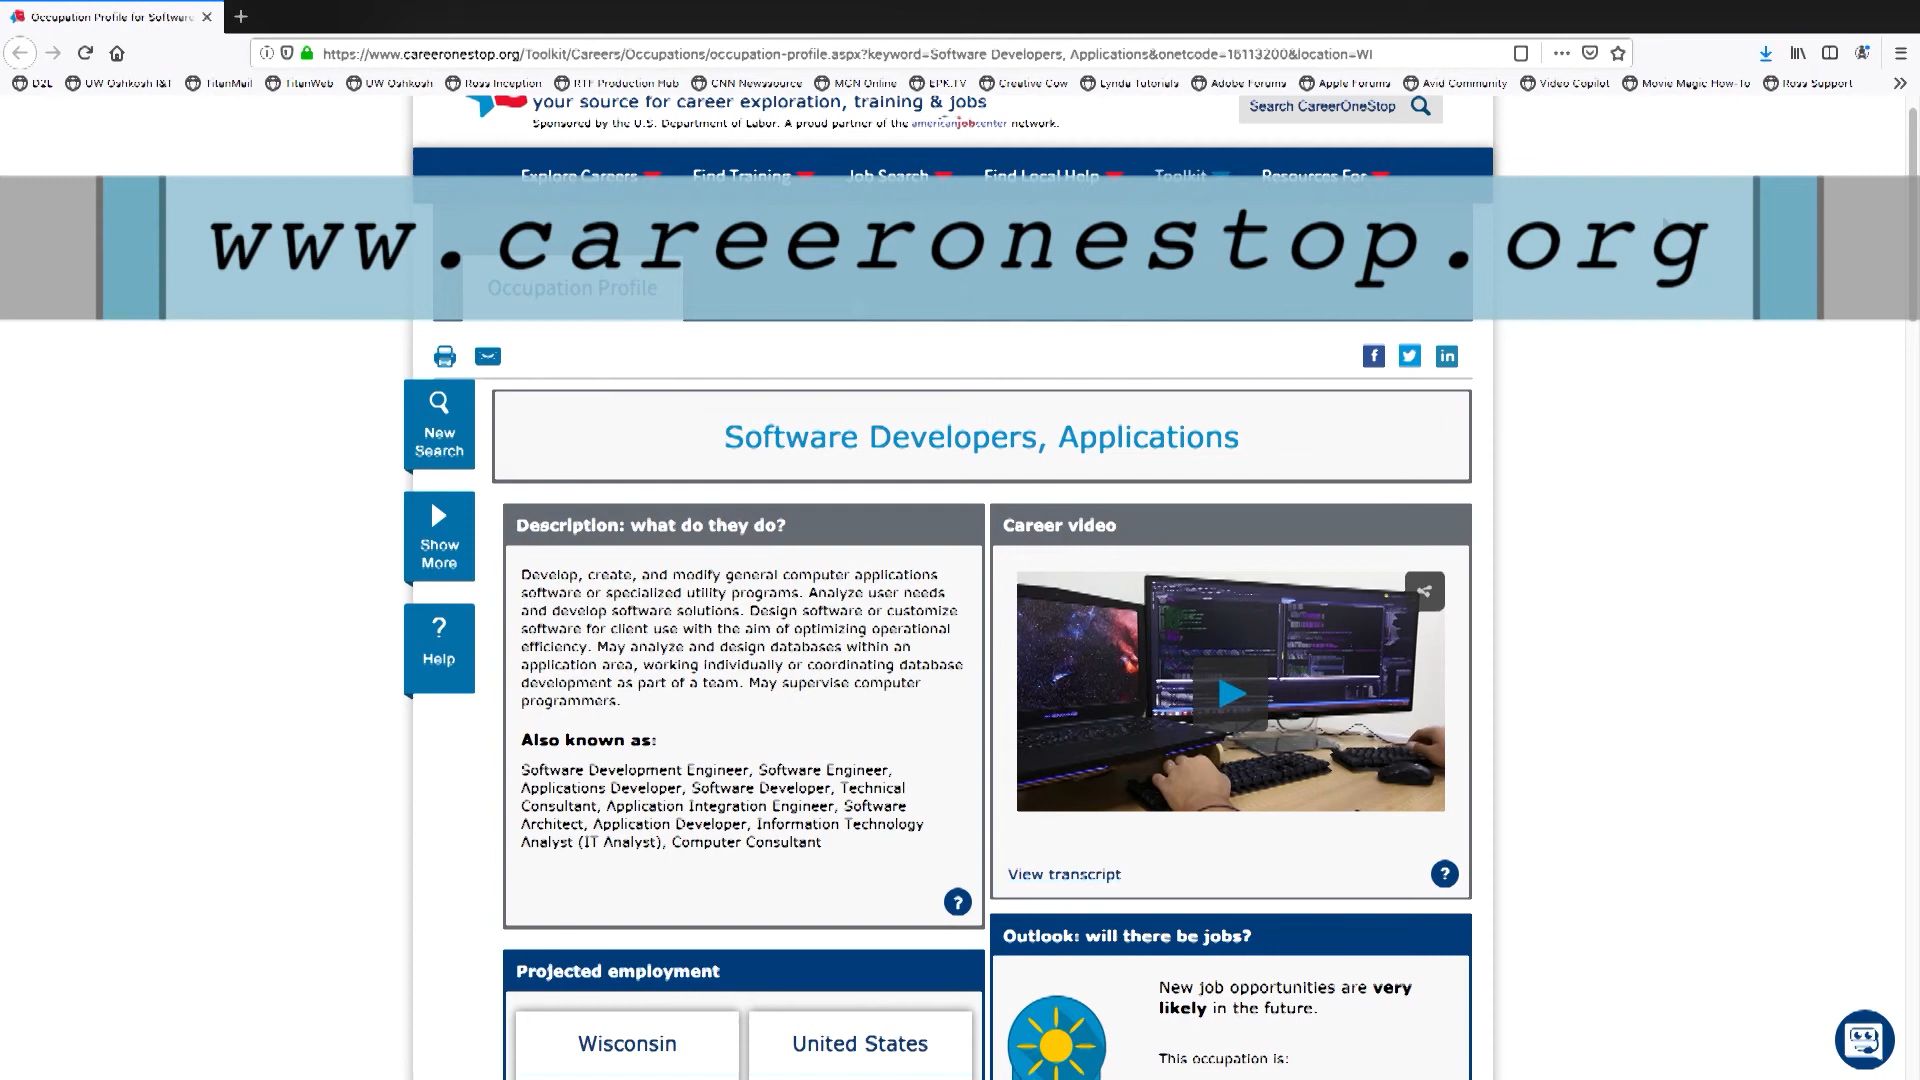 Occupation Profile for Software
https://www.careeronestop.org/Toolkit/Careers/Occupations/occupation-profile.aspx?keyword=Software Developers, Applications&onetcode=15113200&location=WI
D2L UW Oshkosh I&T TitanMail TitanWeb UW Oshkosh Ross Inception RTF Production Hub CNN Newssource MCN Online EPK.TV Creative Cow Lynda Tutorials Adobe Forums Apple Forums Avid Community Video Copilot Movie Magic How-To Ross Support
your source for career exploration, training & jobs
Search CareerOneStop
Sponsored by the U.S. Department of Labor. A proud partner of the americanjobcenter network.
Explore Careers Find Training Job Search Find Local Help Toolkit Resources For
www.careeronestop.org
Occupation Profile
f in
New
Search
Show
More
?
Help
Software Developers, Applications
Description: what do they do?
Develop, create, and modify general computer applications
software or specialized utility programs. Analyze user needs
and develop software solutions. Design software or customize
software for client use with the aim of optimizing operational
efficiency. May analyze and design databases within an
application area, working individually or coordinating database
development as part of a team. May supervise computer
programmers.
Also known as:
Software Development Engineer, Software Engineer,
Applications Developer, Software Developer, Technical
Consultant, Application Integration Engineer, Software
Architect, Application Developer, Information Technology
Analyst (IT Analyst), Computer Consultant
?
Career video
View transcript
?
Projected employment
Wisconsin
United States
Outlook: will there be jobs?
New job opportunities are very
likely in the future.
This occupation is: